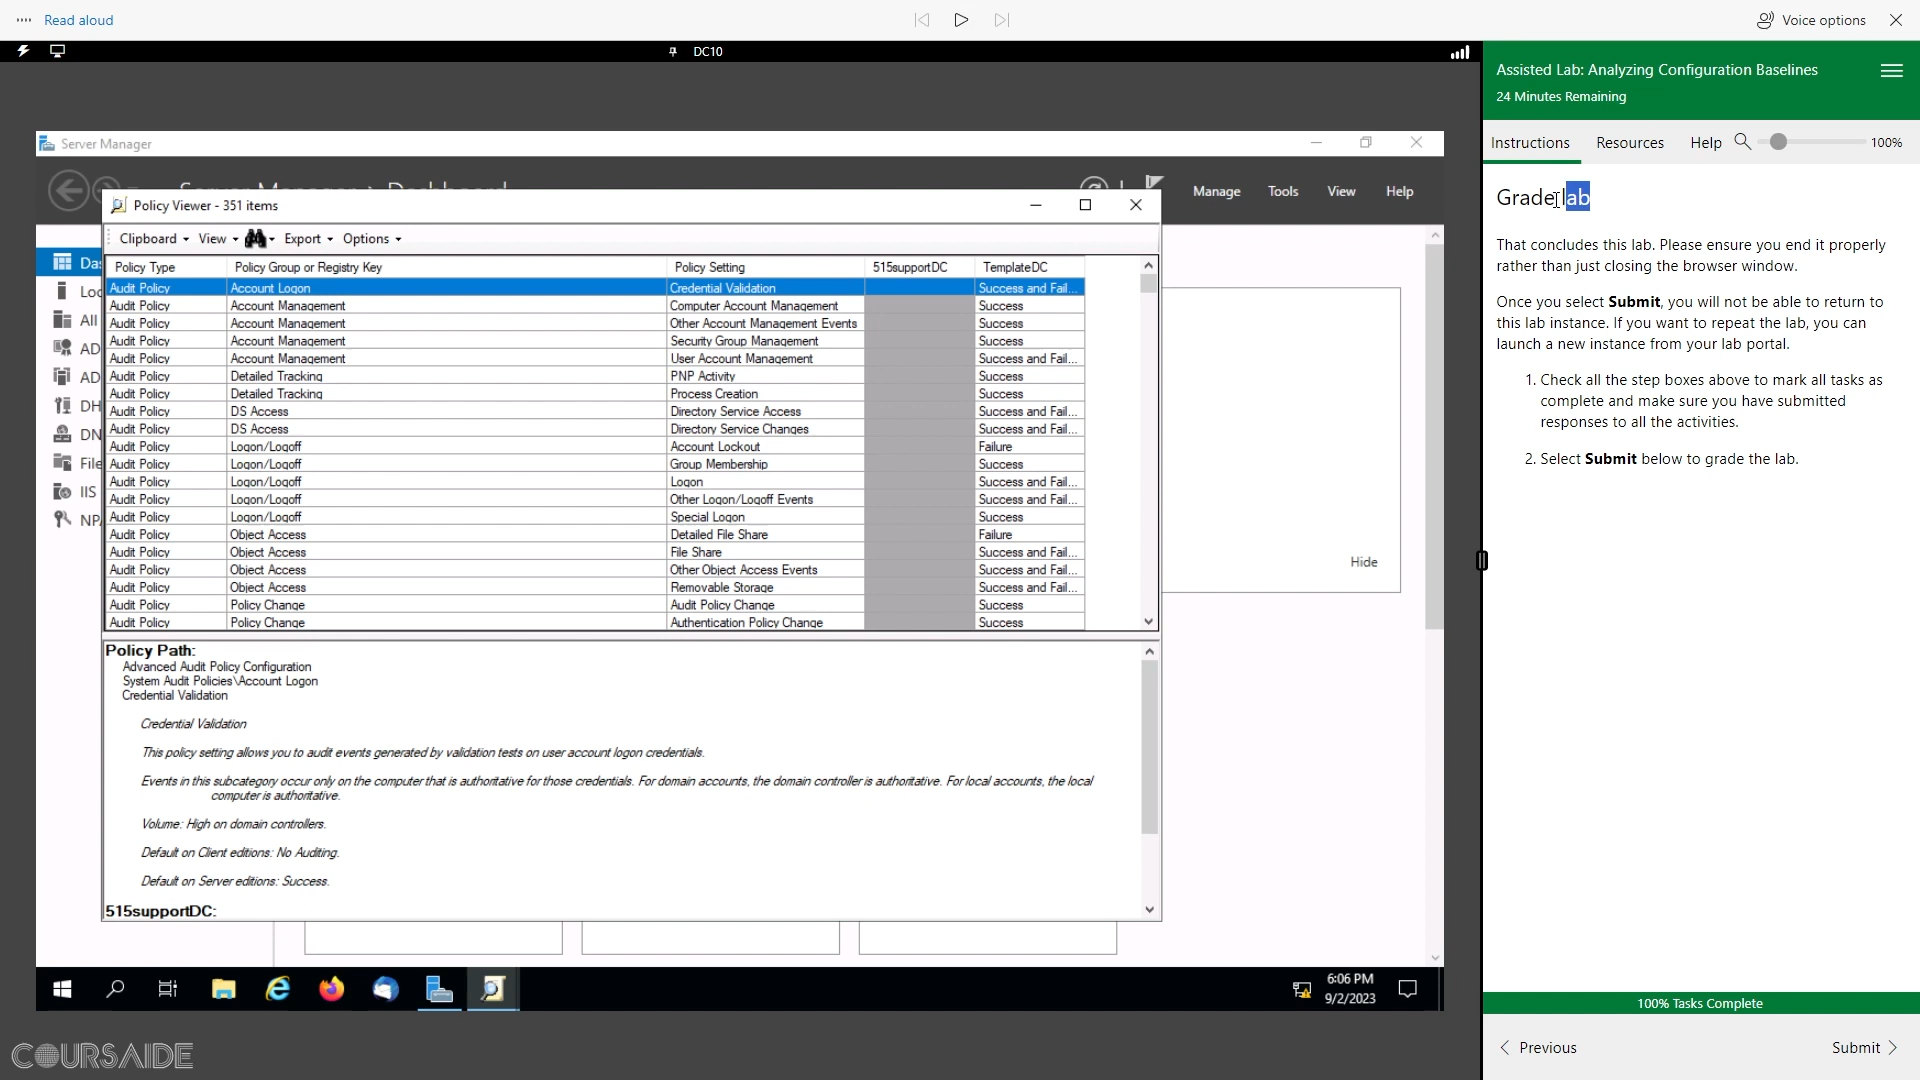 Read aloud
Voice options
DC10
Assisted Lab: Analyzing Configuration Baselines
24 Minutes Remaining
Instructions Resources Help 100%
Server Manager
Manage Tools View Help
Policy Viewer - 351 items
Clipboard View Export Options
Policy Type Policy Group or Registry Key Policy Setting 515supportDC TemplateDC
Audit Policy Account Logon Credential Validation Success and Fail...
Audit Policy Account Management Computer Account Management Success
Audit Policy Account Management Other Account Management Events Success
Audit Policy Account Management Security Group Management Success
Audit Policy Account Management User Account Management Success and Fail...
Audit Policy Detailed Tracking PNP Activity Success
Audit Policy Detailed Tracking Process Creation Success
Audit Policy DS Access Directory Service Access Success and Fail...
Audit Policy DS Access Directory Service Changes Success and Fail...
Audit Policy Logon/Logoff Account Lockout Failure
Audit Policy Logon/Logoff Group Membership Success
Audit Policy Logon/Logoff Logon Success and Fail...
Audit Policy Logon/Logoff Other Logon/Logoff Events Success and Fail...
Audit Policy Logon/Logoff Special Logon Success
Audit Policy Object Access Detailed File Share Failure
Audit Policy Object Access File Share Success and Fail...
Audit Policy Object Access Other Object Access Events Success and Fail...
Audit Policy Object Access Removable Storage Success and Fail...
Audit Policy Policy Change Audit Policy Change Success
Audit Policy Policy Change Authentication Policy Change Success
Das
Loc
All
AD
AD
DH
DN
File
IIS
NPA
Hide
Policy Path:
Advanced Audit Policy Configuration
System Audit Policies\Account Logon
Credential Validation
Credential Validation
This policy setting allows you to audit events generated by validation tests on user account logon credentials.
Events in this subcategory occur only on the computer that is authoritative for those credentials. For domain accounts, the domain controller is authoritative. For local accounts, the local
computer is authoritative.
Volume: High on domain controllers.
Default on Client editions: No Auditing.
Default on Server editions: Success.
515supportDC:
6:06 PM
9/2/2023
COURSAIDE
Grade lab
That concludes this lab. Please ensure you end it properly
rather than just closing the browser window.
Once you select Submit, you will not be able to return to
this lab instance. If you want to repeat the lab, you can
launch a new instance from your lab portal.
1. Check all the step boxes above to mark all tasks as
complete and make sure you have submitted
responses to all the activities.
2. Select Submit below to grade the lab.
100% Tasks Complete
Previous Submit